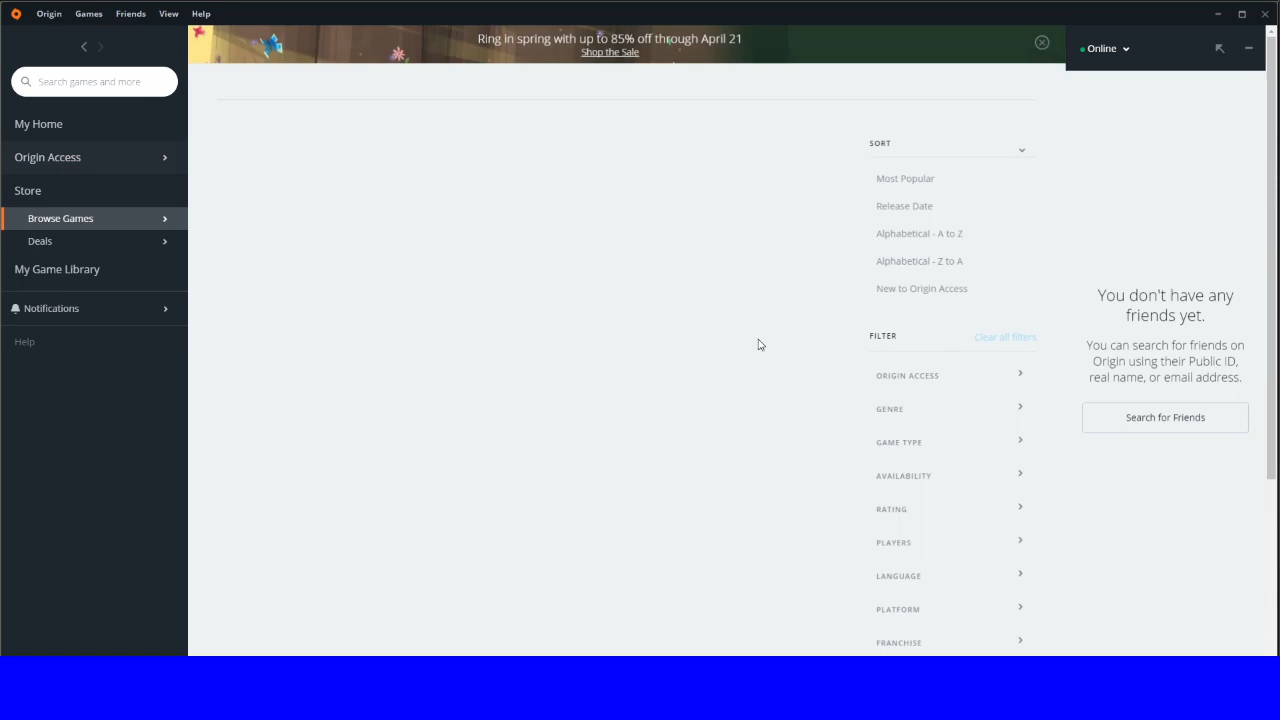 Origin Games Friends View Help
Ring in spring with up to 85% off through April 21
Shop the Sale
Online
Search games and more
My Home
Origin Access
Store
Browse Games
Deals
My Game Library
Notifications
Help
SORT
Most Popular
Release Date
Alphabetical - A to Z
Alphabetical - Z to A
New to Origin Access
FILTER Clear all filters
ORIGIN ACCESS
GENRE
GAME TYPE
AVAILABILITY
RATING
PLAYERS
LANGUAGE
PLATFORM
FRANCHISE
You don't have any
friends yet.
You can search for friends on
Origin using their Public ID,
real name, or email address.
Search for Friends